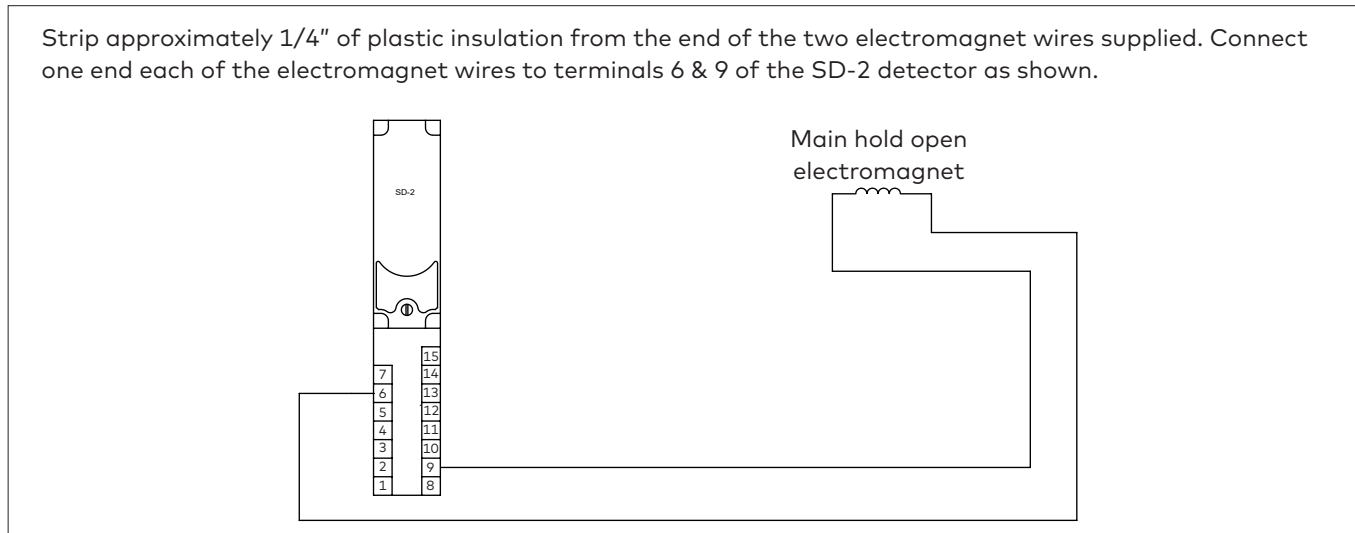 Strip approximately 1/4" of plastic insulation from the end of the two electromagnet wires supplied. Connect
one end each of the electromagnet wires to terminals 6 & 9 of the SD-2 detector as shown.
Main hold open
electromagnet
SD-2
15
7 14
6 13
5 12
4 11
3 10
2 9
1 8